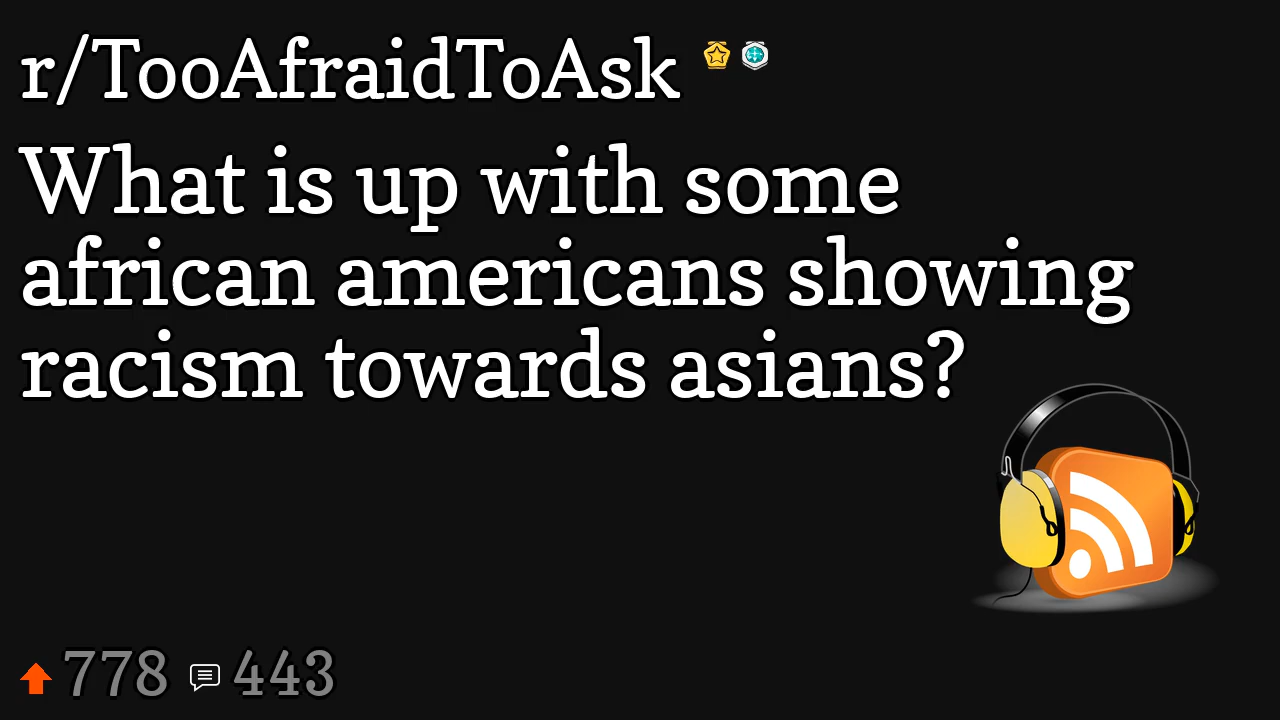 r/TooAfraidToAsk
What is up with some
african americans showing
racism towards asians?
778 443